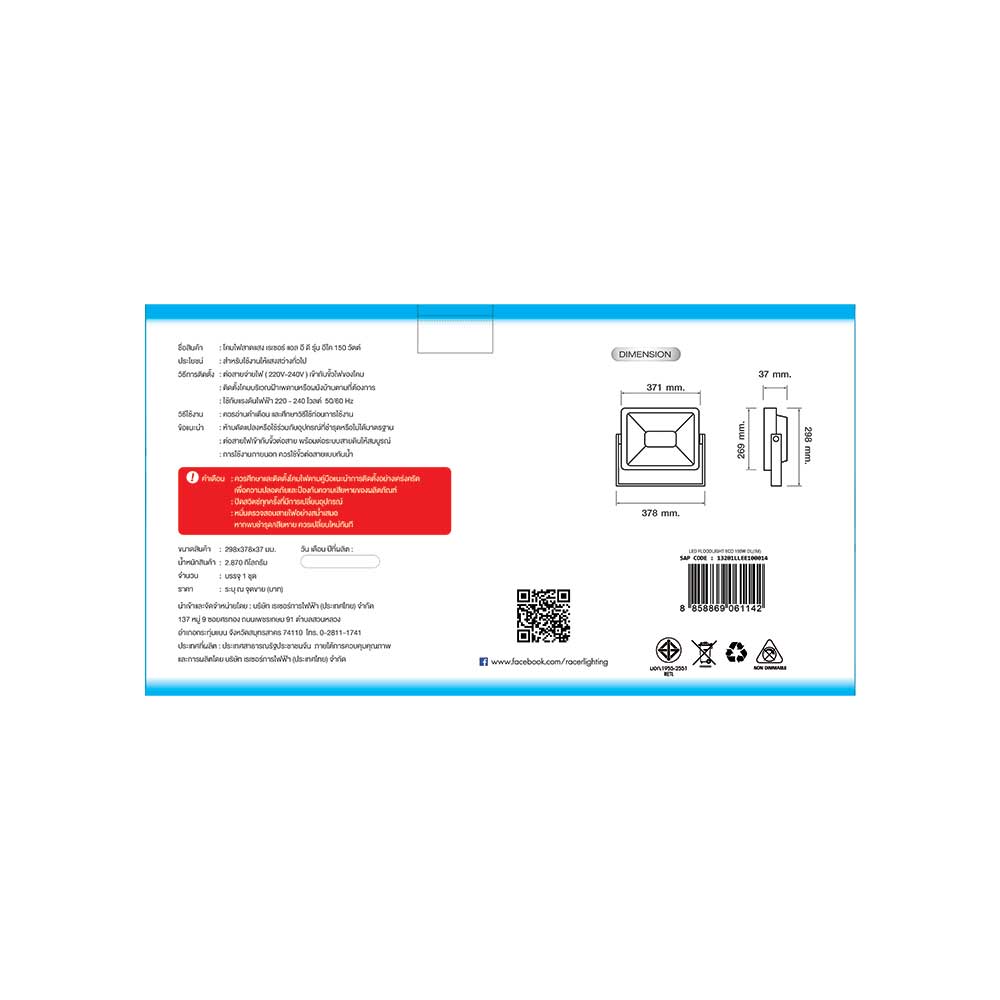 ชื่อสินค้า : โคมไฟสาดแสง เรเซอร์ แอล อี ดี รุ่น อีโค 150 วัตต์
ประโยชน์ : สำหรับใช้งานให้แสงสว่างทั่วไป
วิธีการติดตั้ง : ต่อสายจ่ายไฟ ( 220V-240V ) เข้ากับขั้วไฟของโคม
: ติดตั้งโคมบริเวณฝ้าเพดานหรือผนังบ้านตามที่ต้องการ
: ใช้กับแรงดันไฟฟ้า 220 - 240 โวลต์ 50/60 Hz
วิธีใช้งาน : ควรอ่านคำเตือน และศึกษาวิธีใช้ก่อนการใช้งาน
ข้อแนะนำ : ห้ามดัดแปลงหรือใช้ร่วมกับอุปกรณ์ที่ชำรุดหรือไม่ได้มาตรฐาน
: ต่อสายไฟเข้ากับขั้วต่อสาย พร้อมต่อระบบสายดินให้สมบูรณ์
: การใช้งานภายนอก ควรใช้ขั้วต่อสายแบบกันน้ำ
! คำเตือน : ควรศึกษาและติดตั้งโคมไฟตามคู่มือแนะนำการติดตั้งอย่างเคร่งครัด
เพื่อความปลอดภัยและป้องกันความเสียหายของผลิตภัณฑ์
: ปิดสวิตช์ทุกครั้งที่มีการเปลี่ยนอุปกรณ์
: หมั่นตรวจสอบสายไฟอย่างสม่ำเสมอ
หากพบชำรุด/เสียหาย ควรเปลี่ยนใหม่ทันที
ขนาดสินค้า : 298x378x37 มม. วัน เดือน ปีที่ผลิต :
น้ำหนักสินค้า : 2.870 กิโลกรัม
จำนวน : บรรจุ 1 ชุด
ราคา : ระบุ ณ จุดขาย (บาท)
นำเข้าและจัดจำหน่ายโดย : บริษัท เรเซอร์การไฟฟ้า (ประเทศไทย) จำกัด
137 หมู่ 9 ซอยศรีทอง ถนนเพชรเกษม 91 ตำบลสวนหลวง
อำเภอกระทุ่มแบน จังหวัดสมุทรสาคร 74110 โทร. 0-2811-1741
ประเทศที่ผลิต : ประเทศสาธารณรัฐประชาชนจีน ภายใต้การควบคุมคุณภาพ
และการผลิตโดย บริษัท เรเซอร์การไฟฟ้า (ประเทศไทย) จำกัด
f www.facebook.com/racerlighting
DIMENSION
371 mm.
37 mm.
269 mm.
298 mm.
378 mm.
LED FLOODLIGHT ECO 150W DL(IM)
SAP CODE : 13201LLEE100014
8 858869 061142
มอก.1955-2551
RETL
NON DIMMABLE